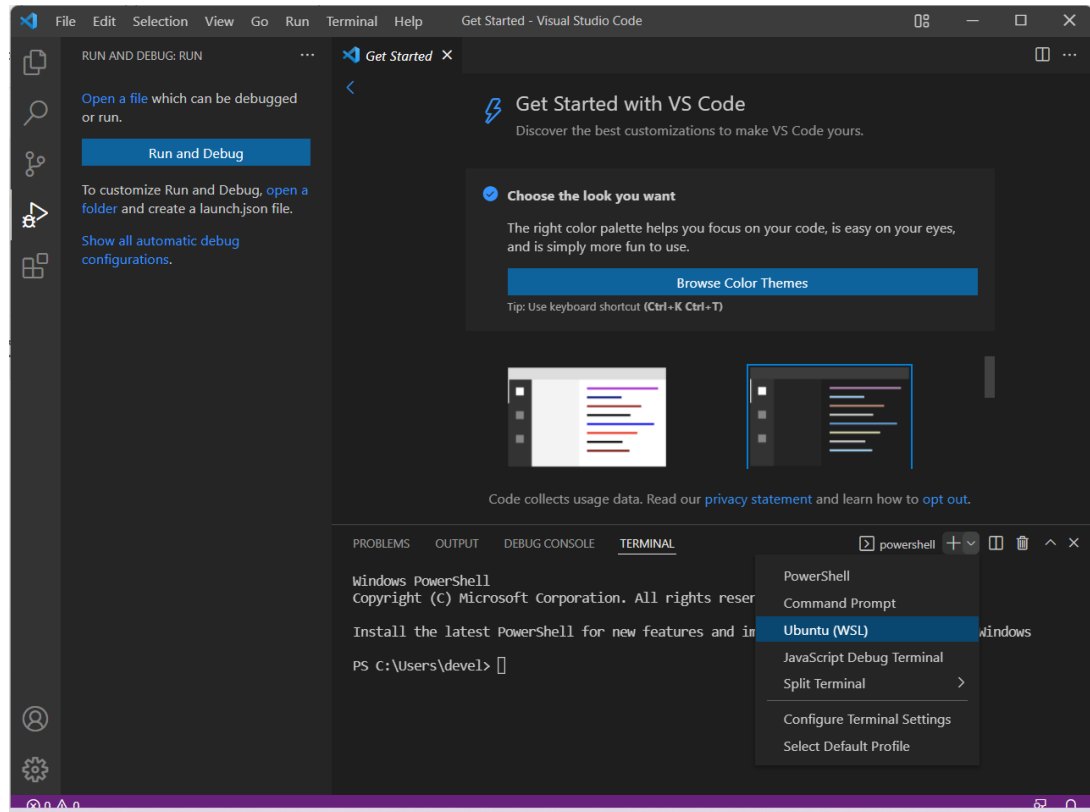 File Edit Selection View Go Run Terminal Help Get Started - Visual Studio Code
RUN AND DEBUG: RUN
Open a file which can be debugged
or run.
Run and Debug
To customize Run and Debug, open a
folder and create a launch.json file.
Show all automatic debug
configurations.
Get Started
Get Started with VS Code
Discover the best customizations to make VS Code yours.
Choose the look you want
The right color palette helps you focus on your code, is easy on your eyes,
and is simply more fun to use.
Browse Color Themes
Tip: Use keyboard shortcut (Ctrl+K Ctrl+T)
Code collects usage data. Read our privacy statement and learn how to opt out.
PROBLEMS OUTPUT DEBUG CONSOLE TERMINAL powershell
Windows PowerShell
Copyright (C) Microsoft Corporation. All rights reser
Install the latest PowerShell for new features and im Windows
PS C:\Users\devel>
PowerShell
Command Prompt
Ubuntu (WSL)
JavaScript Debug Terminal
Split Terminal
Configure Terminal Settings
Select Default Profile
0 0